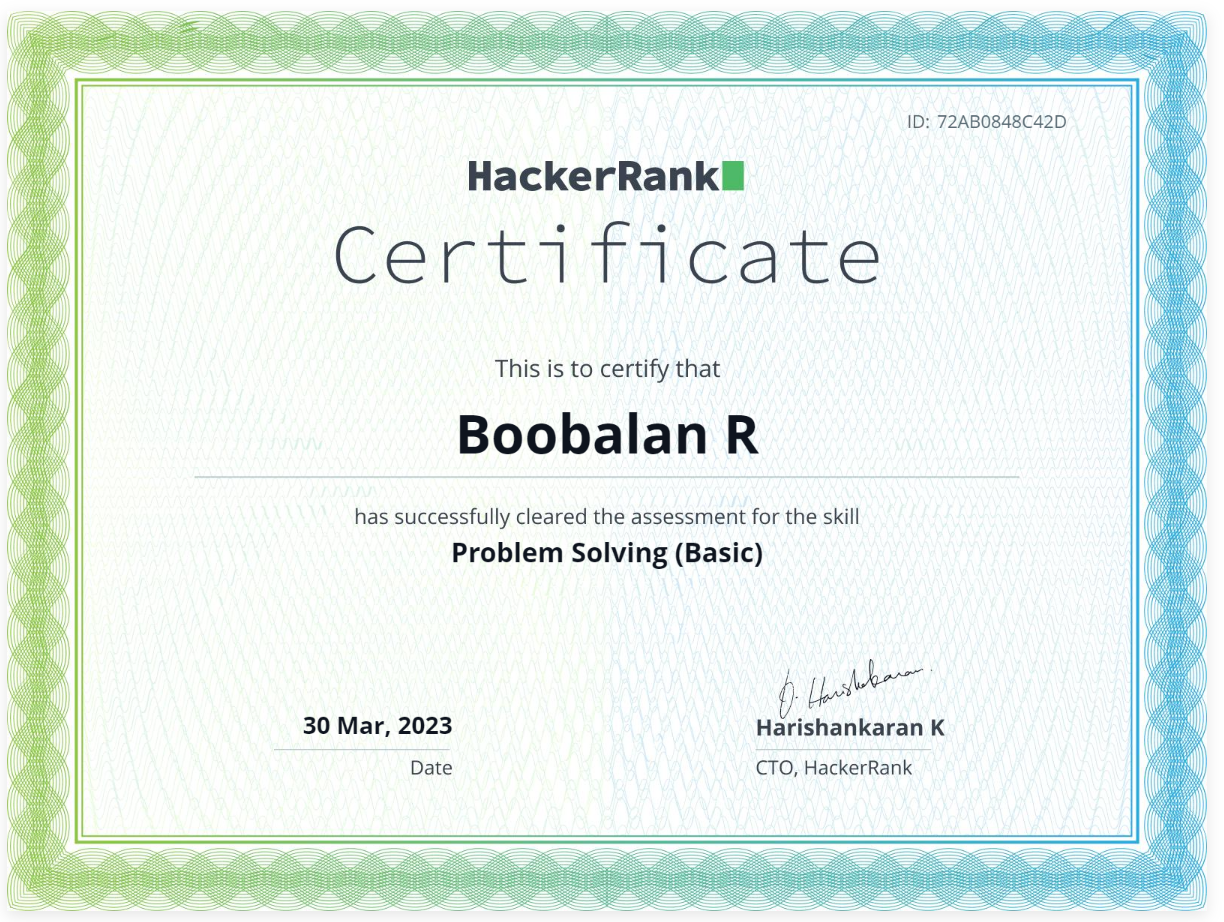 ID: 72AB0848C42D
HackerRank
Certificate
This is to certify that
Boobalan R
has successfully cleared the assessment for the skill
Problem Solving (Basic)
30 Mar, 2023
Date
Harishankaran K
CTO, HackerRank